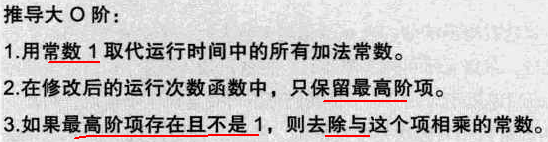 推导大 O 阶：
1.用常数 1 取代运行时间中的所有加法常数。
2.在修改后的运行次数函数中，只保留最高阶项。
3.如果最高阶项存在且不是 1，则去除与这个项相乘的常数。